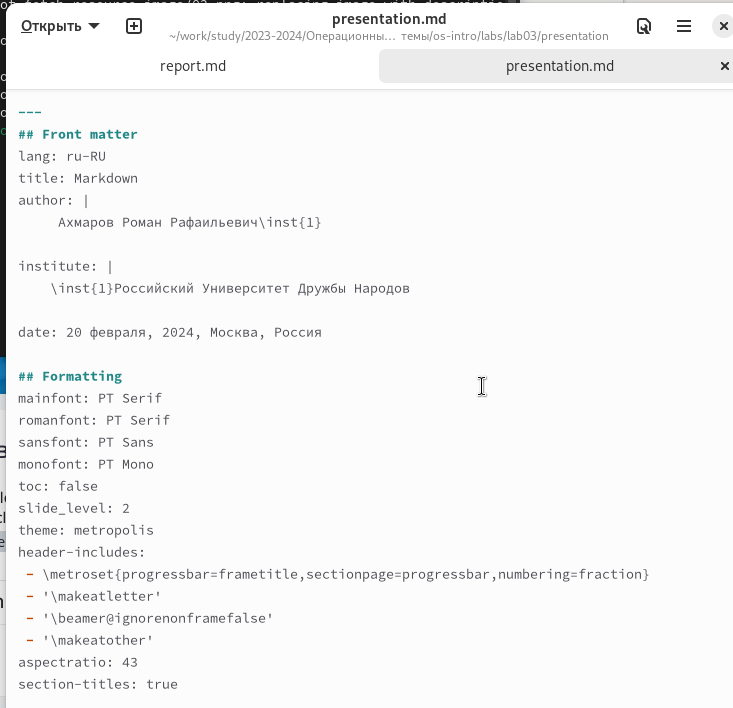 Открыть
presentation.md
~/work/study/2023-2024/Операционны… темы/os-intro/labs/lab03/presentation
report.md
presentation.md
---
## Front matter
lang: ru-RU
title: Markdown
author: |
     Ахмаров Роман Рафаильевич\inst{1}
institute: |
    \inst{1}Российский Университет Дружбы Народов
date: 20 февраля, 2024, Москва, Россия
## Formatting
mainfont: PT Serif
romanfont: PT Serif
sansfont: PT Sans
monofont: PT Mono
toc: false
slide_level: 2
theme: metropolis
header-includes:
 - \metroset{progressbar=frametitle,sectionpage=progressbar,numbering=fraction}
 - '\makeatletter'
 - '\beamer@ignorenonframefalse'
 - '\makeatother'
aspectratio: 43
section-titles: true